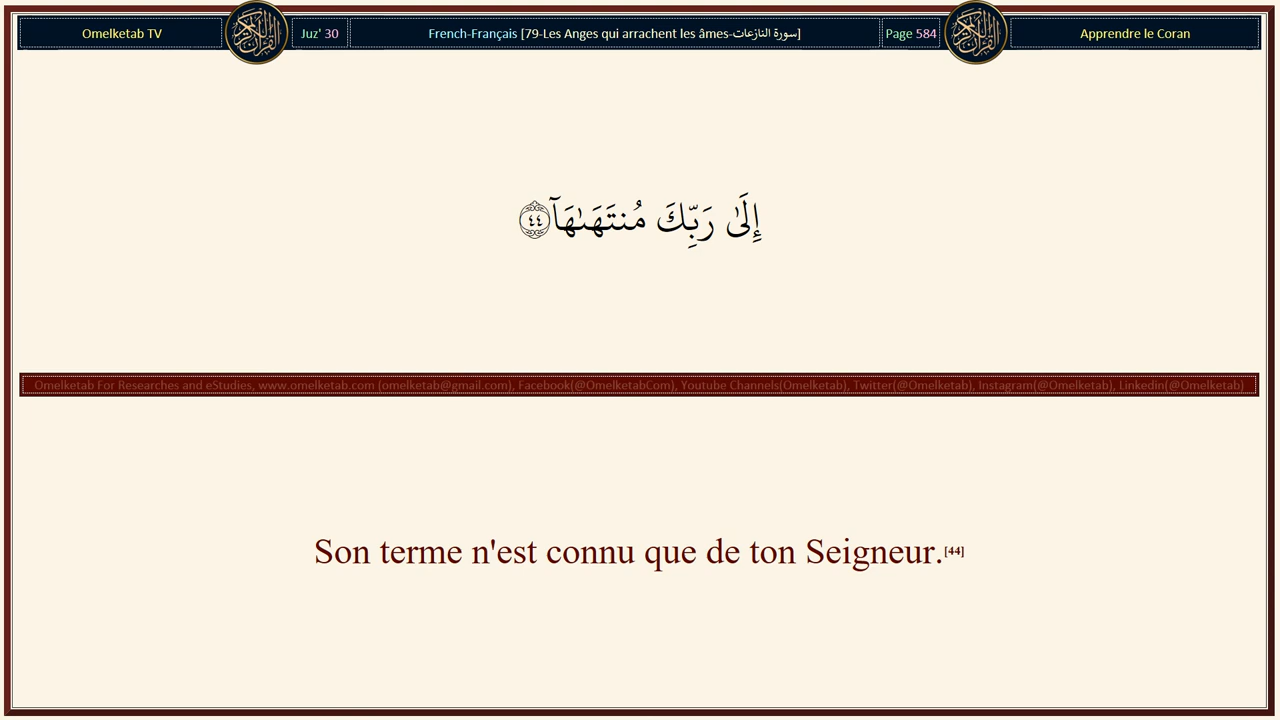 Omelketab TV
Juz' 30
French-Français [79-Les Anges qui arrachent les âmes-سورة النازعات]
Page 584
Apprendre le Coran
إِلَىٰ رَبِّكَ مُنتَهَىٰهَآ ٤٤
Omelketab For Researches and eStudies, www.omelketab.com (omelketab@gmail.com), Facebook(@OmelketabCom), Youtube Channels(Omelketab), Twitter(@Omelketab), Instagram(@Omelketab), Linkedin(@Omelketab)
Son terme n'est connu que de ton Seigneur.[44]